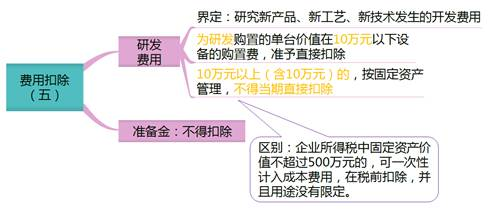 费用扣除
（五）
研发
费用
界定：研究新产品、新工艺、新技术发生的开发费用
为研发购置的单台价值在10万元以下设
备的购置费，准予直接扣除
10万元以上（含10万元）的，按固定资产
管理，不得当期直接扣除
准备金：不得扣除
区别：企业所得税中固定资产价
值不超过500万元的，可一次性
计入成本费用，在税前扣除，并
且用途没有限定。